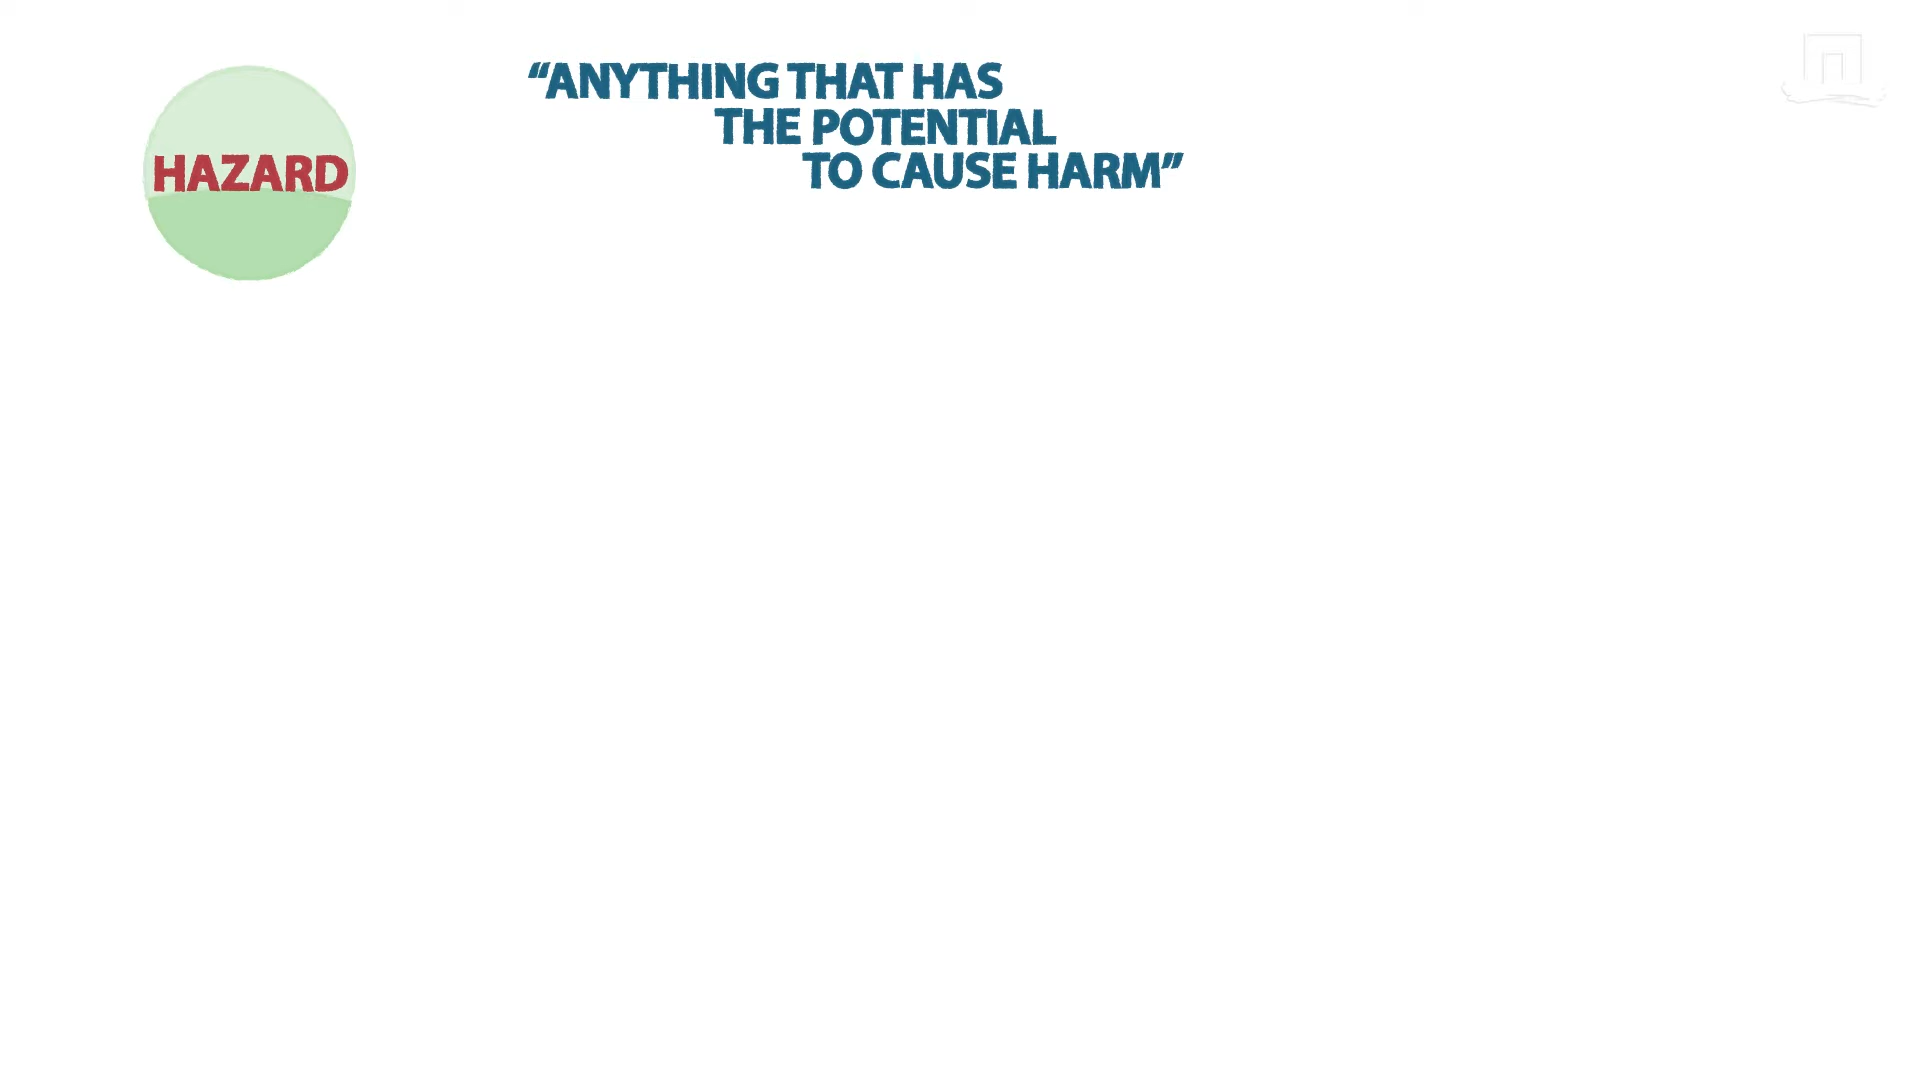 HAZARD
“ANYTHING THAT HAS
THE POTENTIAL
TO CAUSE HARM”